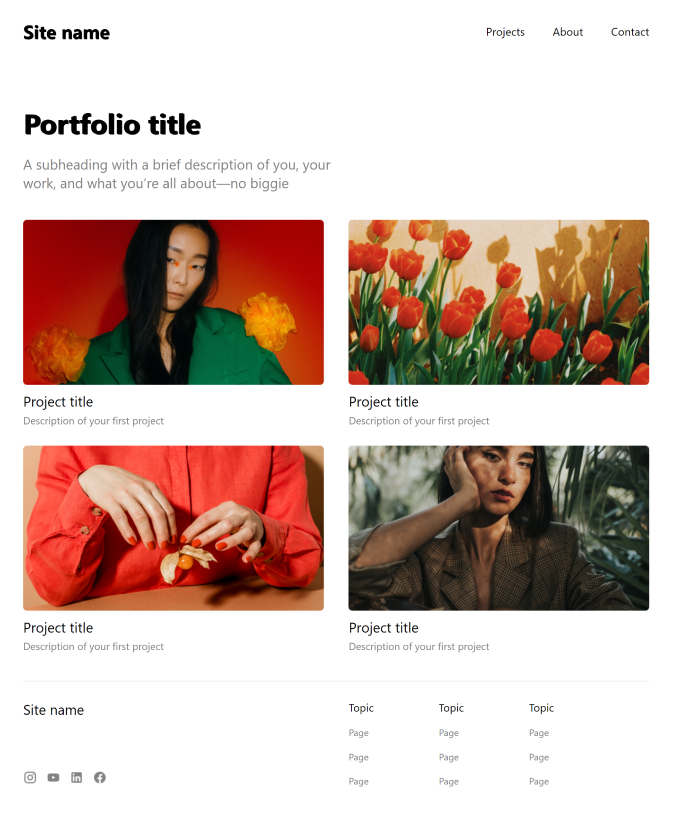 Site name
Projects
About
Contact
Portfolio title
A subheading with a brief description of you, your
work, and what you’re all about—no biggie
Project title
Description of your first project
Project title
Description of your first project
Project title
Description of your first project
Project title
Description of your first project
Site name
Topic
Page
Page
Page
Topic
Page
Page
Page
Topic
Page
Page
Page